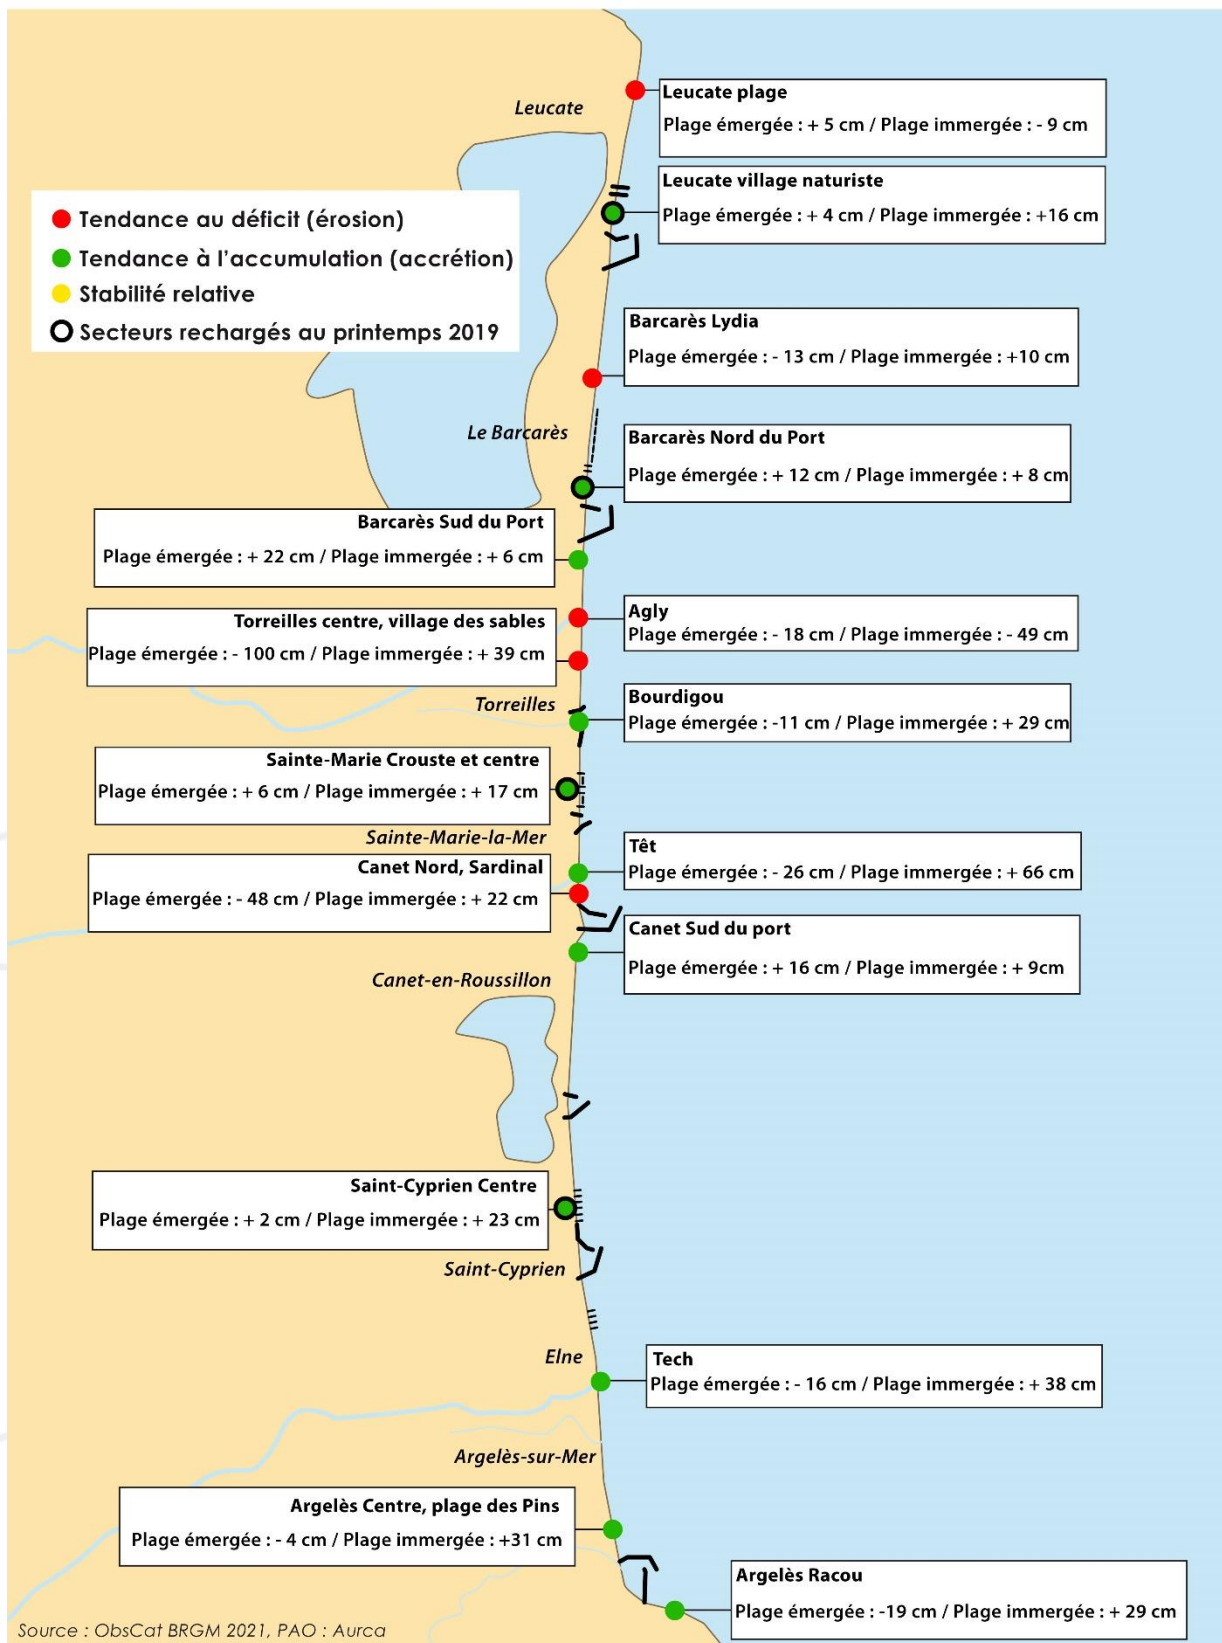 Leucate
Leucate plage
Plage émergée : + 5 cm / Plage immergée : - 9 cm
Leucate village naturiste
Plage émergée : + 4 cm / Plage immergée : +16 cm
Tendance au déficit (érosion)
Tendance à l'accumulation (accrétion)
Stabilité relative
Secteurs rechargés au printemps 2019
Barcarès Lydia
Plage émergée : - 13 cm / Plage immergée : +10 cm
Le Barcarès
Barcarès Nord du Port
Plage émergée : + 12 cm / Plage immergée : + 8 cm
Barcarès Sud du Port
Plage émergée : + 22 cm / Plage immergée : + 6 cm
Agly
Plage émergée : - 18 cm / Plage immergée : - 49 cm
Torreilles centre, village des sables
Plage émergée : - 100 cm / Plage immergée : + 39 cm
Torreilles
Bourdigou
Plage émergée : -11 cm / Plage immergée : + 29 cm
Sainte-Marie Crouste et centre
Plage émergée : + 6 cm / Plage immergée : + 17 cm
Sainte-Marie-la-Mer
Têt
Plage émergée : - 26 cm / Plage immergée : + 66 cm
Canet Nord, Sardinal
Plage émergée : - 48 cm / Plage immergée : + 22 cm
Canet Sud du port
Plage émergée : + 16 cm / Plage immergée : + 9cm
Canet-en-Roussillon
Saint-Cyprien Centre
Plage émergée : + 2 cm / Plage immergée : + 23 cm
Saint-Cyprien
Elne
Tech
Plage émergée : - 16 cm / Plage immergée : + 38 cm
Argelès-sur-Mer
Argelès Centre, plage des Pins
Plage émergée : - 4 cm / Plage immergée : +31 cm
Argelès Racou
Plage émergée : -19 cm / Plage immergée : + 29 cm
Source : ObsCat BRGM 2021, PAO : Aurca